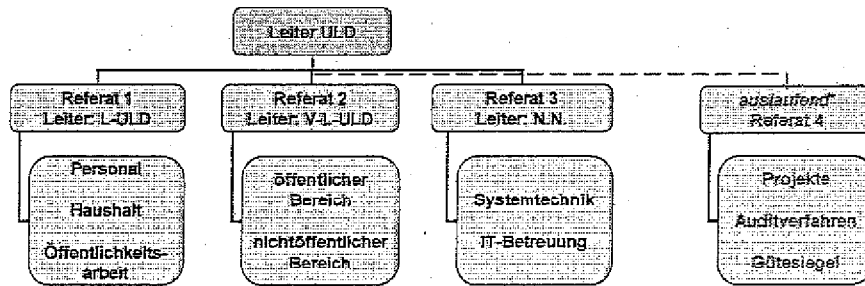 Leiter ULD
Referat 1
Leiter: L-ULD
Referat 2
Leiter: V-L-ULD
Referat 3
Leiter: N.N.
auslaufend*
Referat 4
Personal
Haushalt
Öffentlichkeits-
arbeit
öffentlicher
Bereich
nichtöffentlicher
Bereich
Systemtechnik
IT-Betreuung
Projekte
Auditverfahren
Gütesiegel